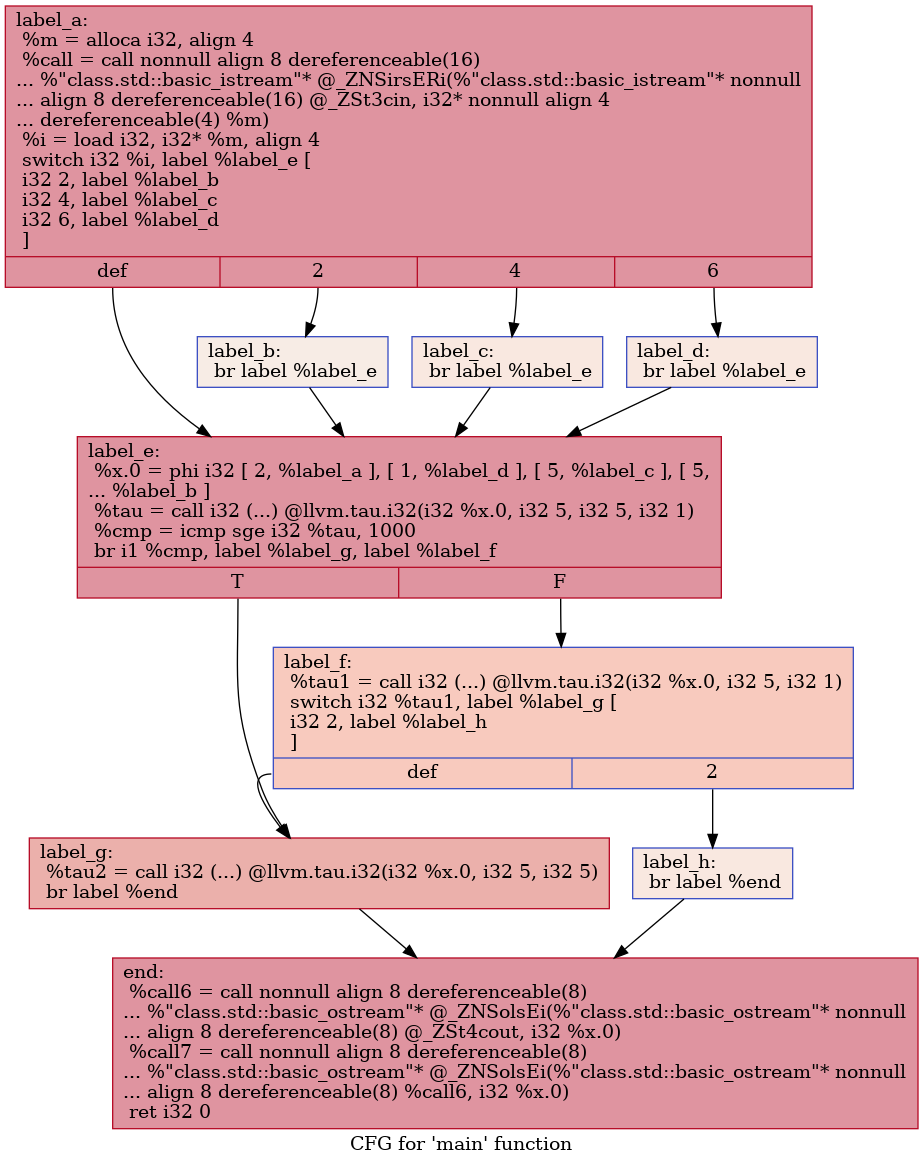 label_a:
%m = alloca i32, align 4
%call = call nonnull align 8 dereferenceable(16)
... %"class.std::basic_istream"* @_ZNSirsERi(%"class.std::basic_istream"* nonnull
... align 8 dereferenceable(16) @_ZSt3cin, i32* nonnull align 4
... dereferenceable(4) %m)
%i = load i32, i32* %m, align 4
switch i32 %i, label %label_e [
i32 2, label %label_b
i32 4, label %label_c
i32 6, label %label_d
]
def 2 4 6
label_b:
br label %label_e
label_c:
br label %label_e
label_d:
br label %label_e
label_e:
%x.0 = phi i32 [ 2, %label_a ], [ 1, %label_d ], [ 5, %label_c ], [ 5,
... %label_b ]
%tau = call i32 (...) @llvm.tau.i32(i32 %x.0, i32 5, i32 5, i32 1)
%cmp = icmp sge i32 %tau, 1000
br i1 %cmp, label %label_g, label %label_f
T F
label_f:
%tau1 = call i32 (...) @llvm.tau.i32(i32 %x.0, i32 5, i32 1)
switch i32 %tau1, label %label_g [
i32 2, label %label_h
]
def 2
label_g:
%tau2 = call i32 (...) @llvm.tau.i32(i32 %x.0, i32 5, i32 5)
br label %end
label_h:
br label %end
end:
%call6 = call nonnull align 8 dereferenceable(8)
... %"class.std::basic_ostream"* @_ZNSolsEi(%"class.std::basic_ostream"* nonnull
... align 8 dereferenceable(8) @_ZSt4cout, i32 %x.0)
%call7 = call nonnull align 8 dereferenceable(8)
... %"class.std::basic_ostream"* @_ZNSolsEi(%"class.std::basic_ostream"* nonnull
... align 8 dereferenceable(8) %call6, i32 %x.0)
ret i32 0
CFG for 'main' function